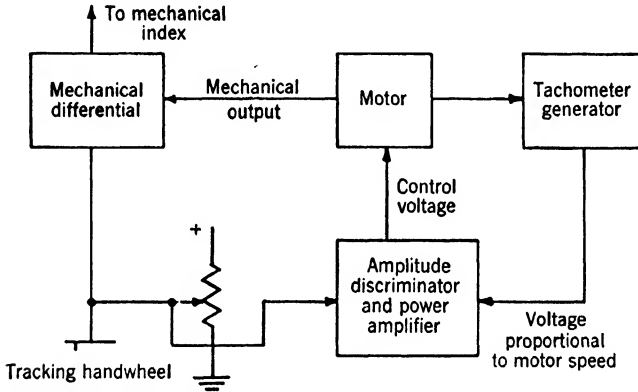 To mechanical
index
Mechanical
differential
Mechanical
output
Motor
Tachometer
generator
Control
voltage
+
Amplitude
discriminator
and power
amplifier
Voltage
proportional
to motor speed
Tracking handwheel